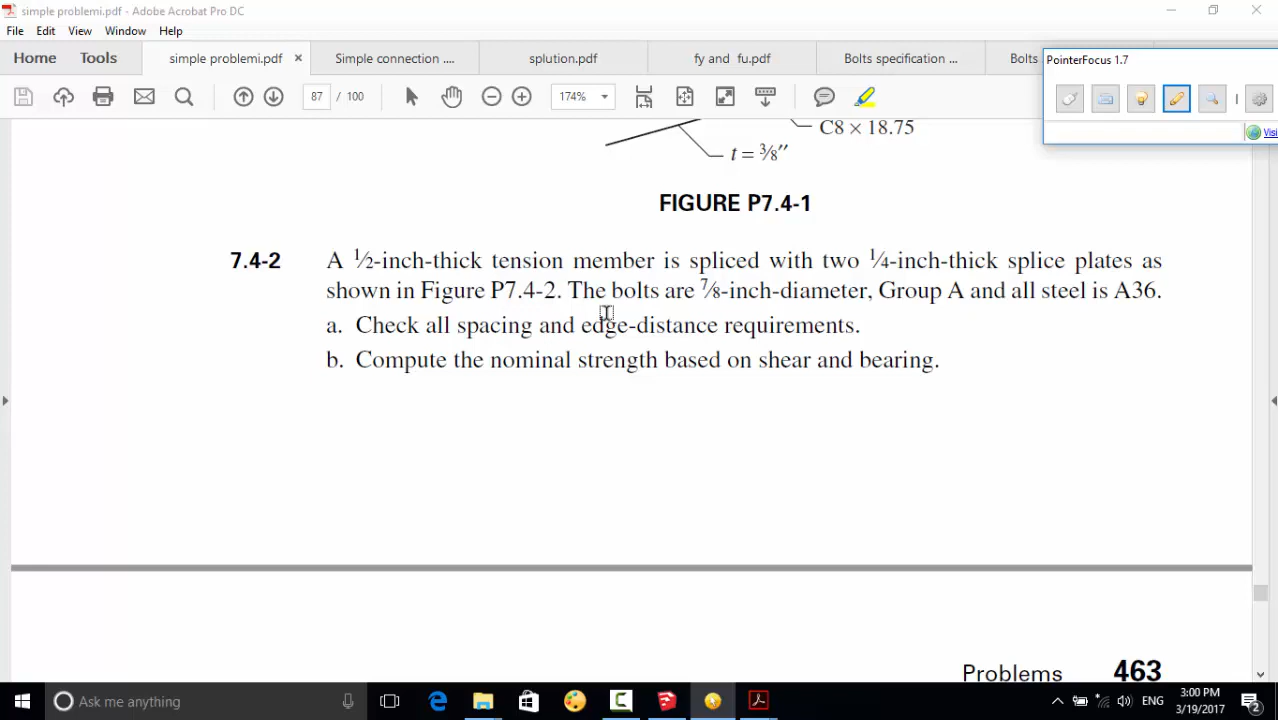 simple problemi.pdf - Adobe Acrobat Pro DC
File Edit View Window Help
Home Tools simple problemi.pdf × Simple connection .... splution.pdf fy and fu.pdf Bolts specification ... Bolts
PointerFocus 1.7
87 / 100 174%
Visi
C8 × 18.75
t = 3⁄8″
FIGURE P7.4-1
7.4-2 A 1⁄2-inch-thick tension member is spliced with two 1⁄4-inch-thick splice plates as
shown in Figure P7.4-2. The bolts are 7⁄8-inch-diameter, Group A and all steel is A36.
a. Check all spacing and edge-distance requirements.
b. Compute the nominal strength based on shear and bearing.
Problems 463
Ask me anything
ENG
3:00 PM
3/19/2017
2